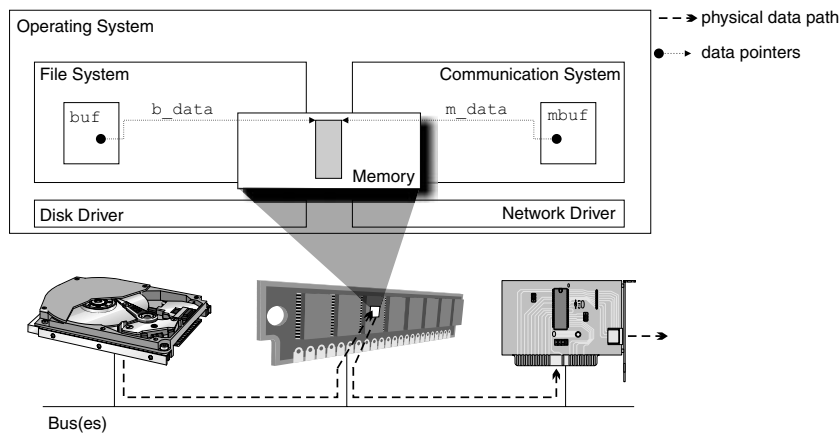 physical data path
Operating System
data pointers
File System
Communication System
buf
b_data
m_data
mbuf
Memory
Disk Driver
Network Driver
Bus(es)